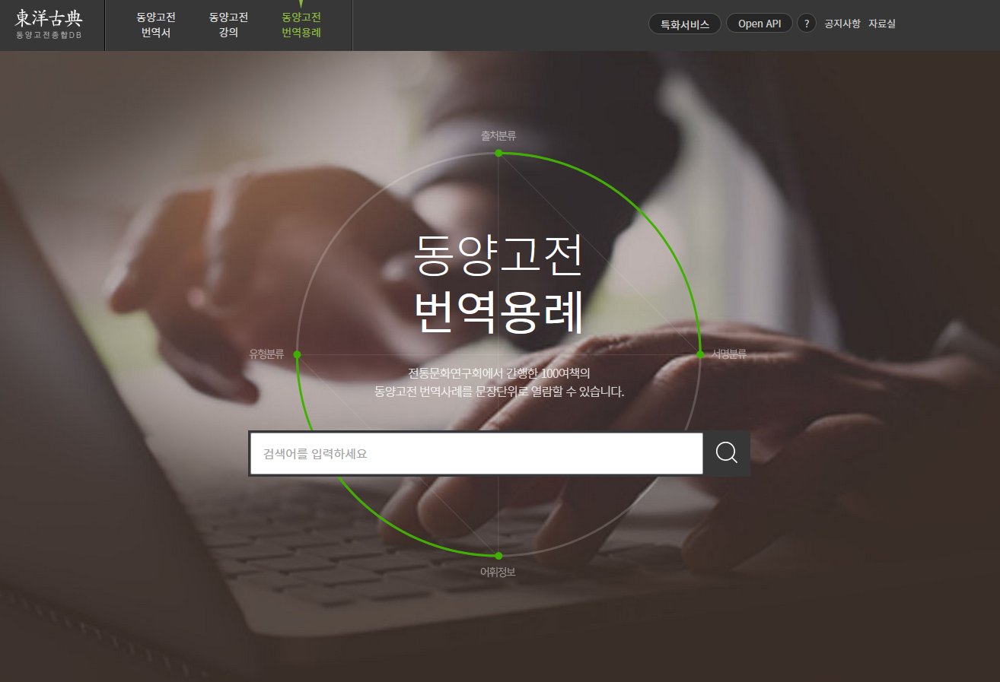 東洋古典
동양고전종합DB
동양고전
번역서
동양고전
강의
동양고전
번역용례
특화서비스
Open API
?
공지사항
자료실
출처분류
동양고전
번역용례
유형분류
서명분류
전통문화연구회에서 간행한 100여책의
동양고전 번역사례를 문장단위로 열람할 수 있습니다.
검색어를 입력하세요
어휘정보